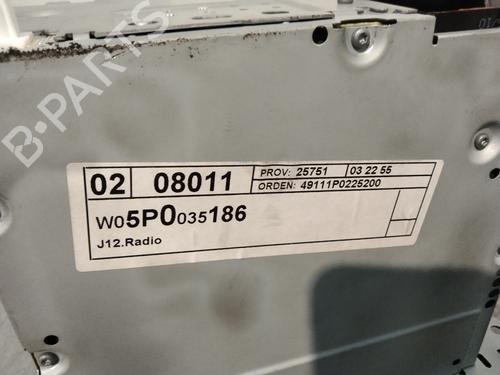 B-PARTS
02 08011 PROV: 25751 03 22 55
ORDEN: 49111P0225200
W05P0035186
J12.Radio